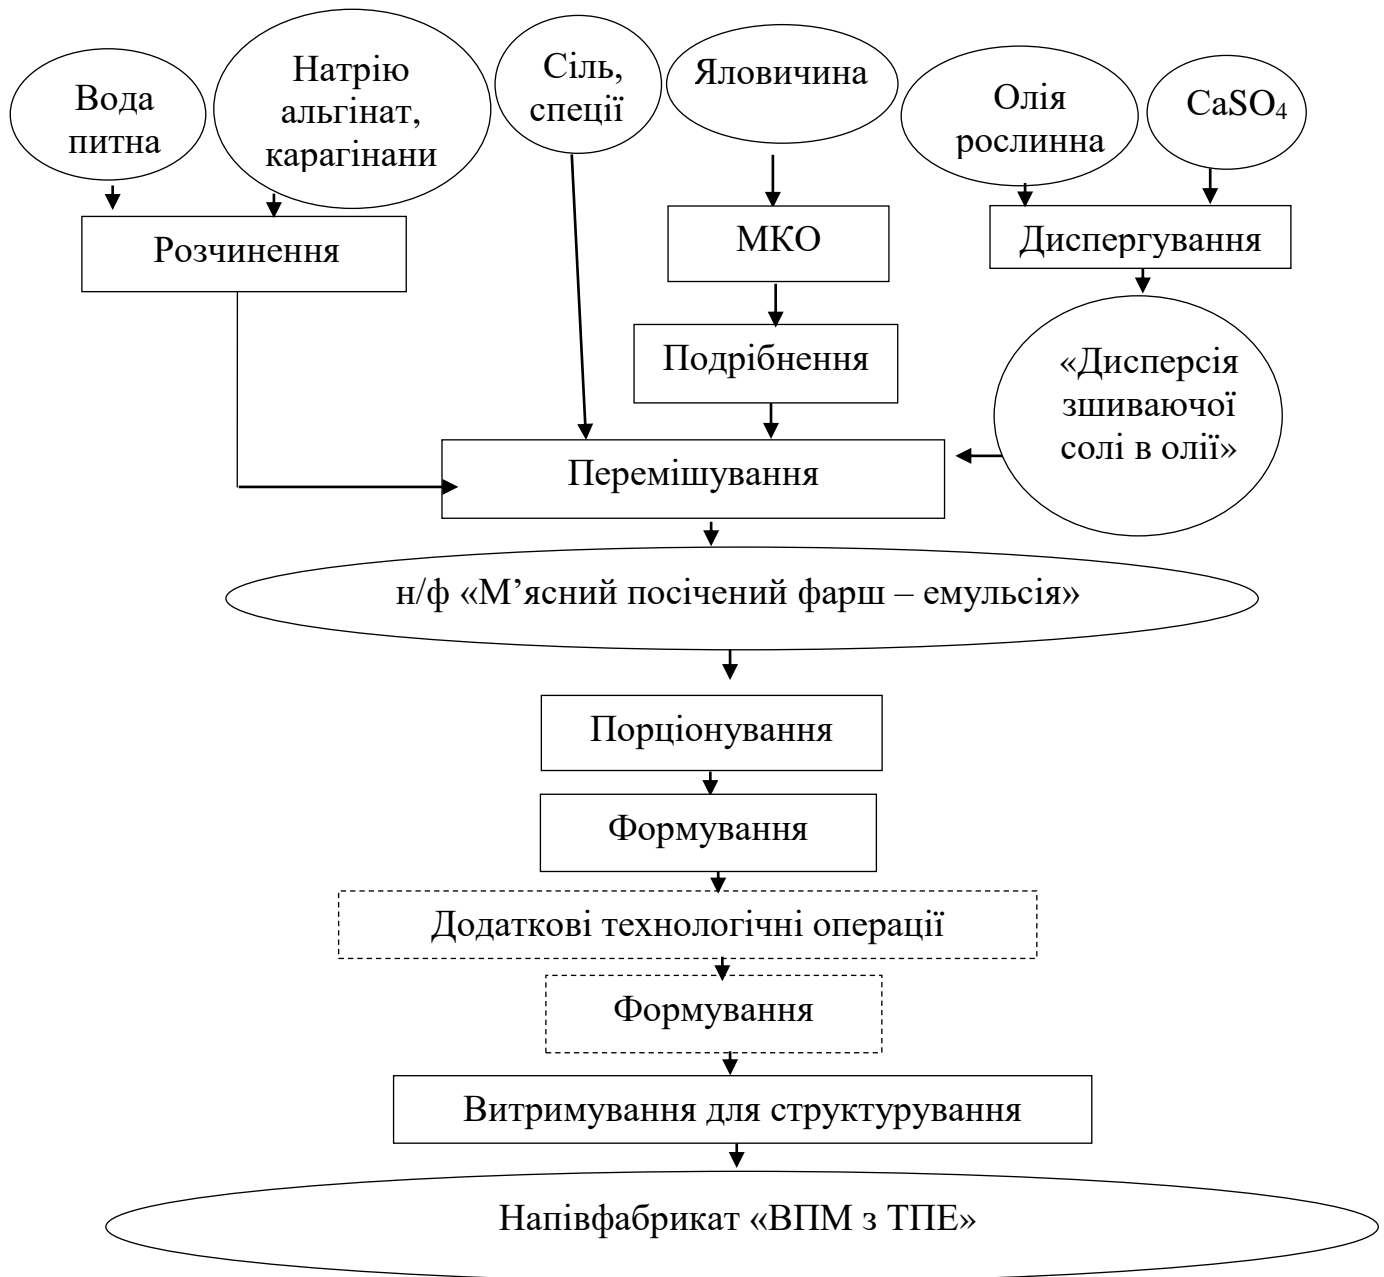 Вода
питна
Натрію
альгінат,
карагінани
Сіль,
спеції
Яловичина
Олія
рослинна
CaSO₄
Розчинення
МКО
Диспергування
Подрібнення
«Дисперсія
зшиваючої
солі в олії»
Перемішування
н/ф «М’ясний посічений фарш – емульсія»
Порціонування
Формування
Додаткові технологічні операції
Формування
Витримування для структурування
Напівфабрикат «ВПМ з ТПЕ»